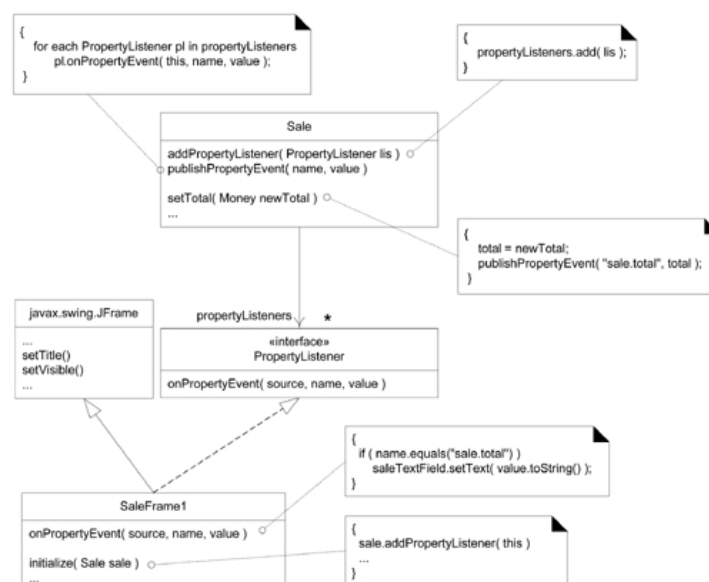 {
for each PropertyListener pl in propertyListeners
pl.onPropertyEvent( this, name, value );
}
{
propertyListeners.add( lis );
}
Sale
addPropertyListener( PropertyListener lis )
publishPropertyEvent( name, value )
setTotal( Money newTotal )
...
{
total = newTotal;
publishPropertyEvent( "sale.total", total );
}
javax.swing.JFrame
...
setTitle()
setVisible()
...
propertyListeners
*
«interface»
PropertyListener
onPropertyEvent( source, name, value )
{
if ( name.equals("sale.total") )
saleTextField.setText( value.toString() );
}
SaleFrame1
onPropertyEvent( source, name, value )
initialize( Sale sale )
...
{
sale.addPropertyListener( this )
...
}